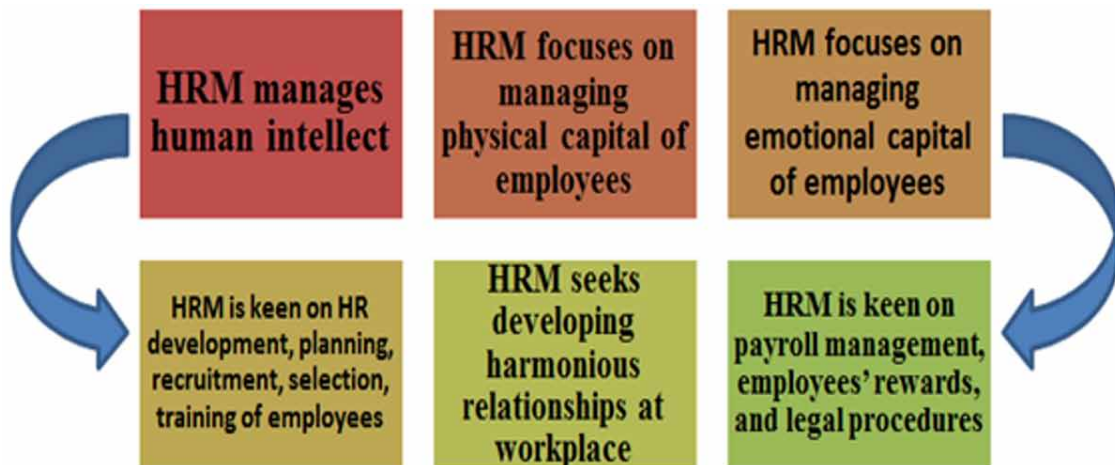 HRM manages
human intellect
HRM focuses on
managing
physical capital of
employees
HRM focuses on
managing
emotional capital
of employees
HRM is keen on HR
development, planning,
recruitment, selection,
training of employees
HRM seeks
developing
harmonious
relationships at
workplace
HRM is keen on
payroll management,
employees’ rewards,
and legal procedures